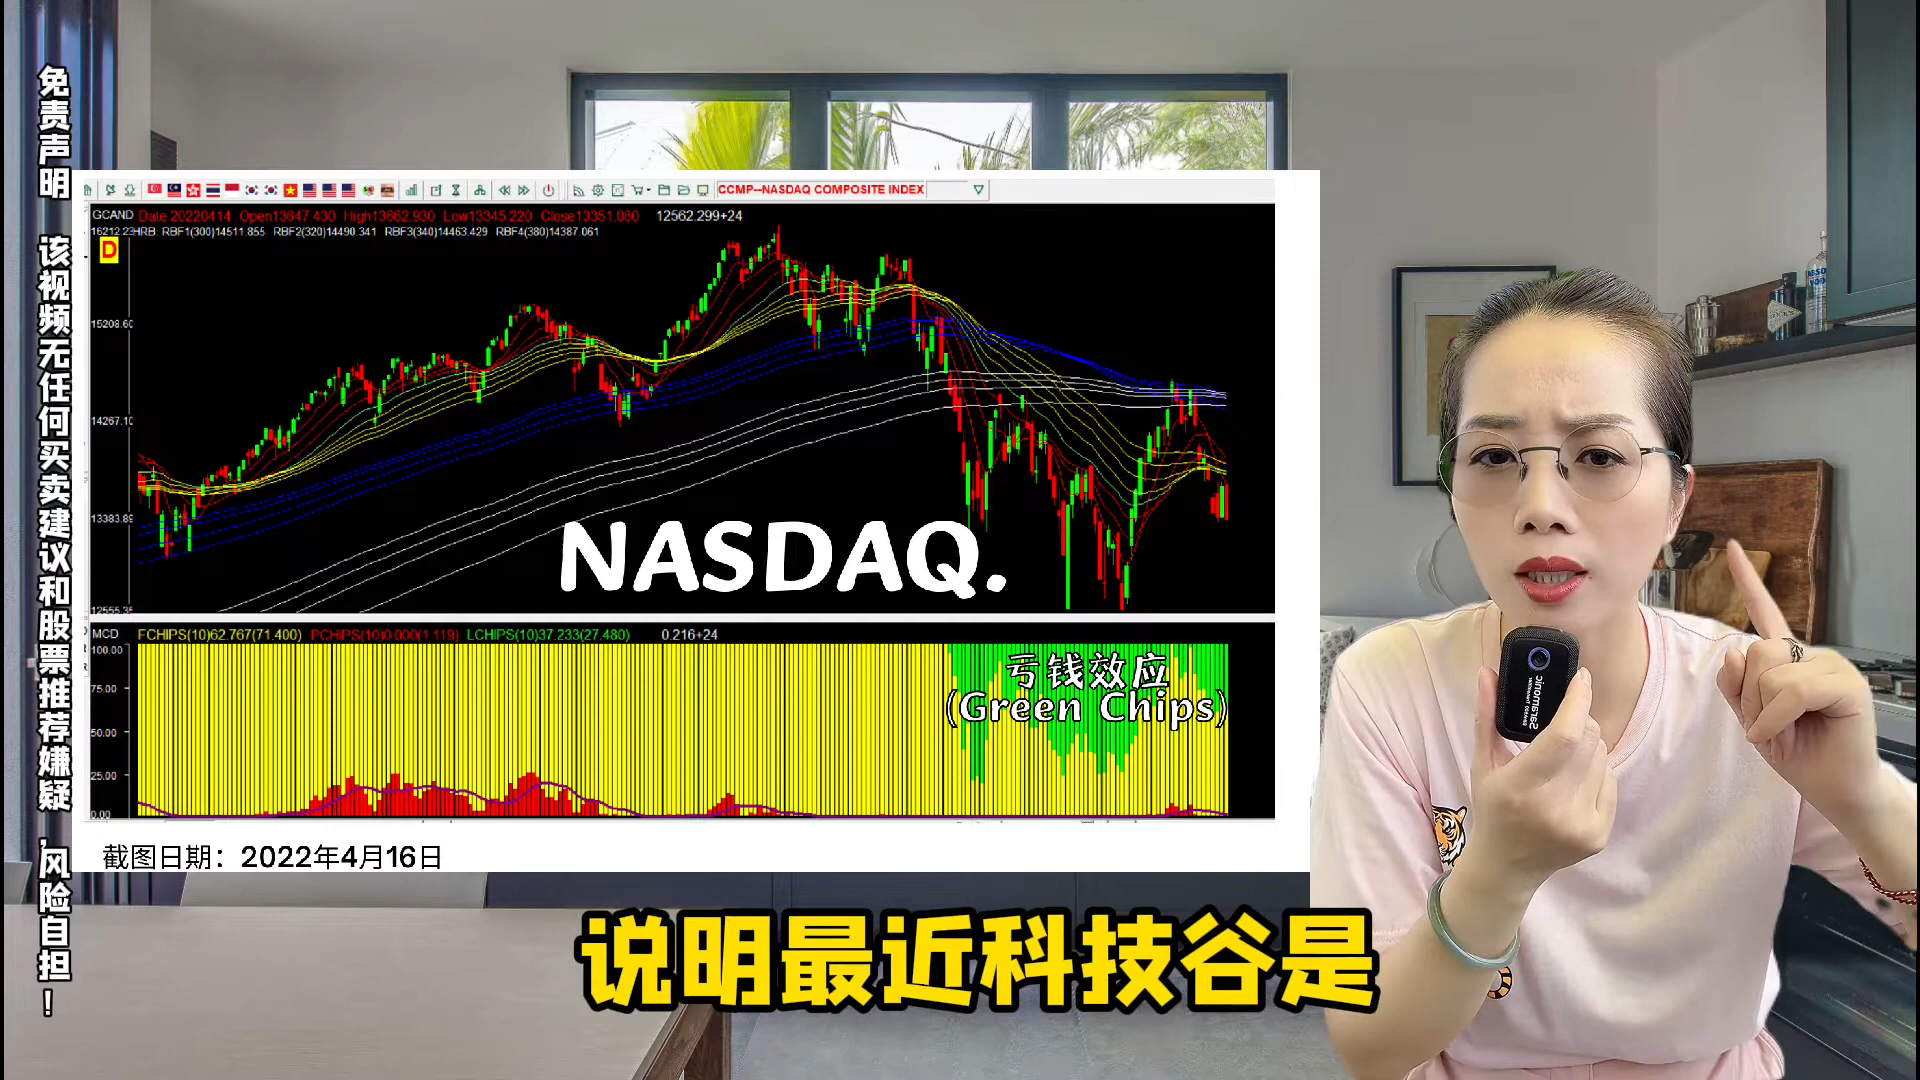 免责声明 该视频无任何买卖建议和股票推荐嫌疑,风险自担!
CCMP--NASDAQ COMPOSITE INDEX
GCAND Date 20220414 Open13647.430 High13662.930 Low13345.220 Close13351.080 12562.299+24
16212.23HRB: RBF1(300)14511.855 RBF2(320)14490.341 RBF3(340)14463.429 RBF4(380)14387.061
D
15208.60
14267.10
13383.89
12555.35
NASDAQ.
MCD FCHIPS(10)62.767(71.400) PCHIPS(10)0.000(1.119) LCHIPS(10)37.233(27.480) 0.216+24
100.00
75.00
50.00
25.00
0.00
亏钱效应
(Green Chips)
截图日期：2022年4月16日
说明最近科技谷是
Saramonic